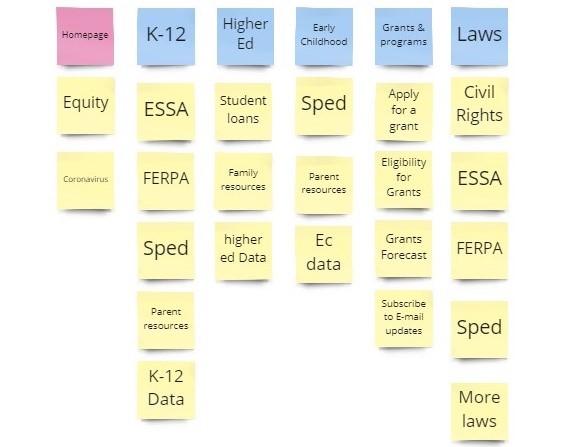 Homepage
K-12
Higher
Ed
Early
Childhood
Grants &
programs
Laws
Equity
ESSA
Student
loans
Sped
Apply
for a
grant
Civil
Rights
Coronavirus
FERPA
Family
resources
Parent
resources
Eligibility
for
Grants
ESSA
Sped
higher
ed Data
Ec
data
Grants
Forecast
FERPA
Parent
resources
Subscribe
to E-mail
updates
Sped
K-12
Data
More
laws